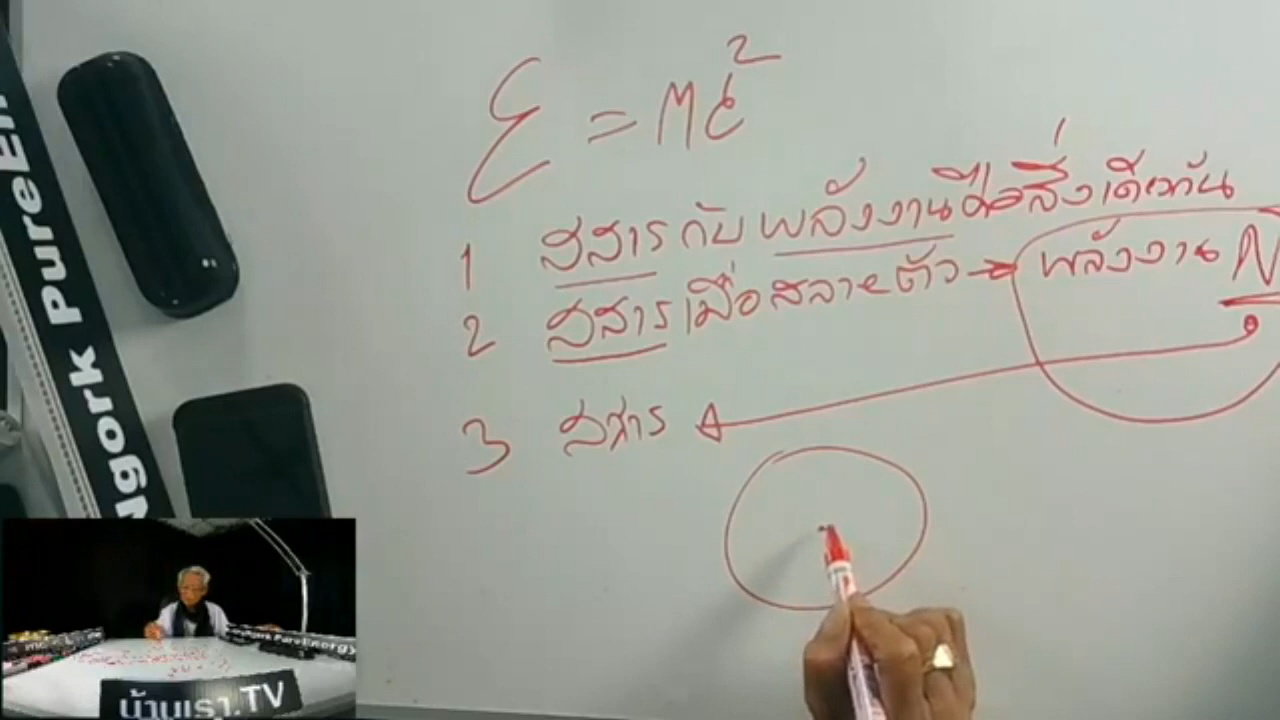 E = MC²
1 สสารกับพลังงานคือสิ่งเดียวกัน
2 สสารเมื่อสลายตัว → พลังงาน N
3 สสาร
ngork PureEn
PureEnergy
บ้านเรา.TV